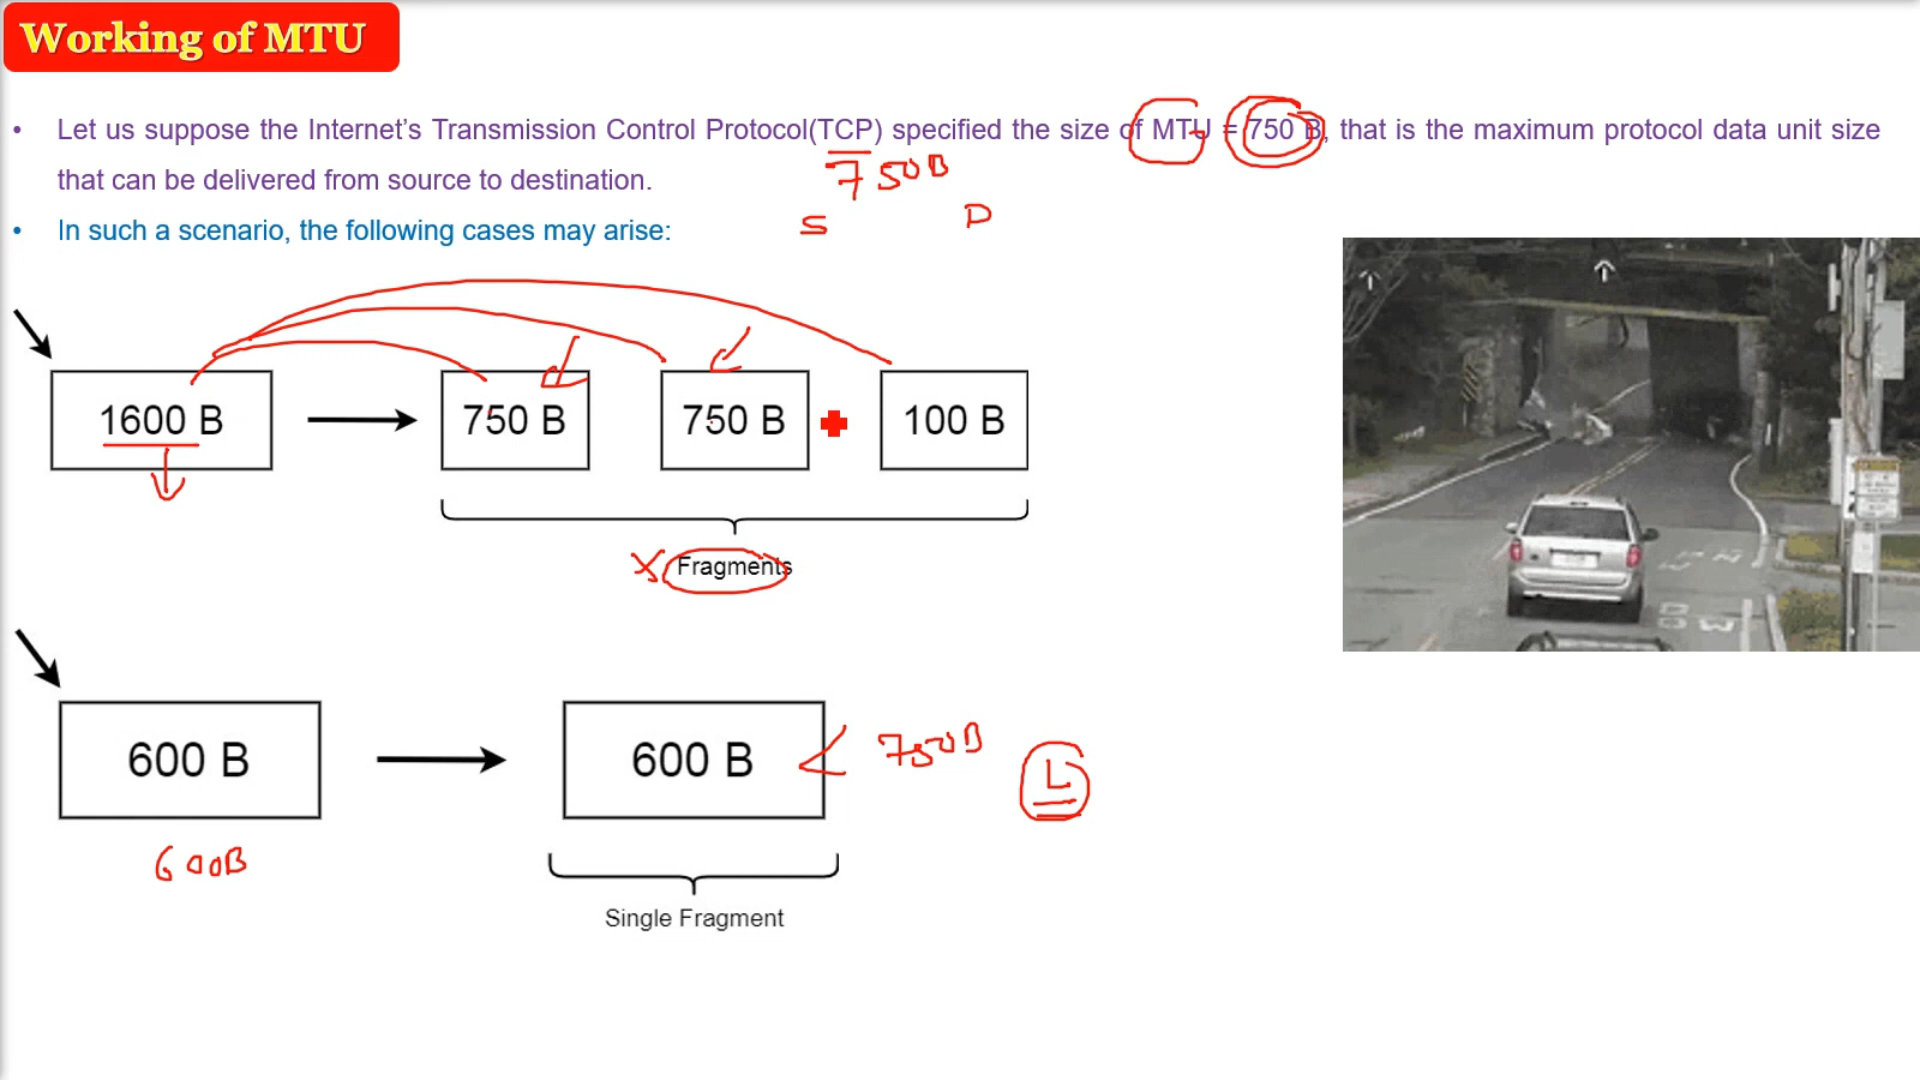 Working of MTU
• Let us suppose the Internet’s Transmission Control Protocol(TCP) specified the size of MTU = 750 B, that is the maximum protocol data unit size
that can be delivered from source to destination.
750B
• In such a scenario, the following cases may arise:
S D
1600 B 750 B 750 B 100 B
X Fragments
600 B 600 B < 750B L
600B
Single Fragment